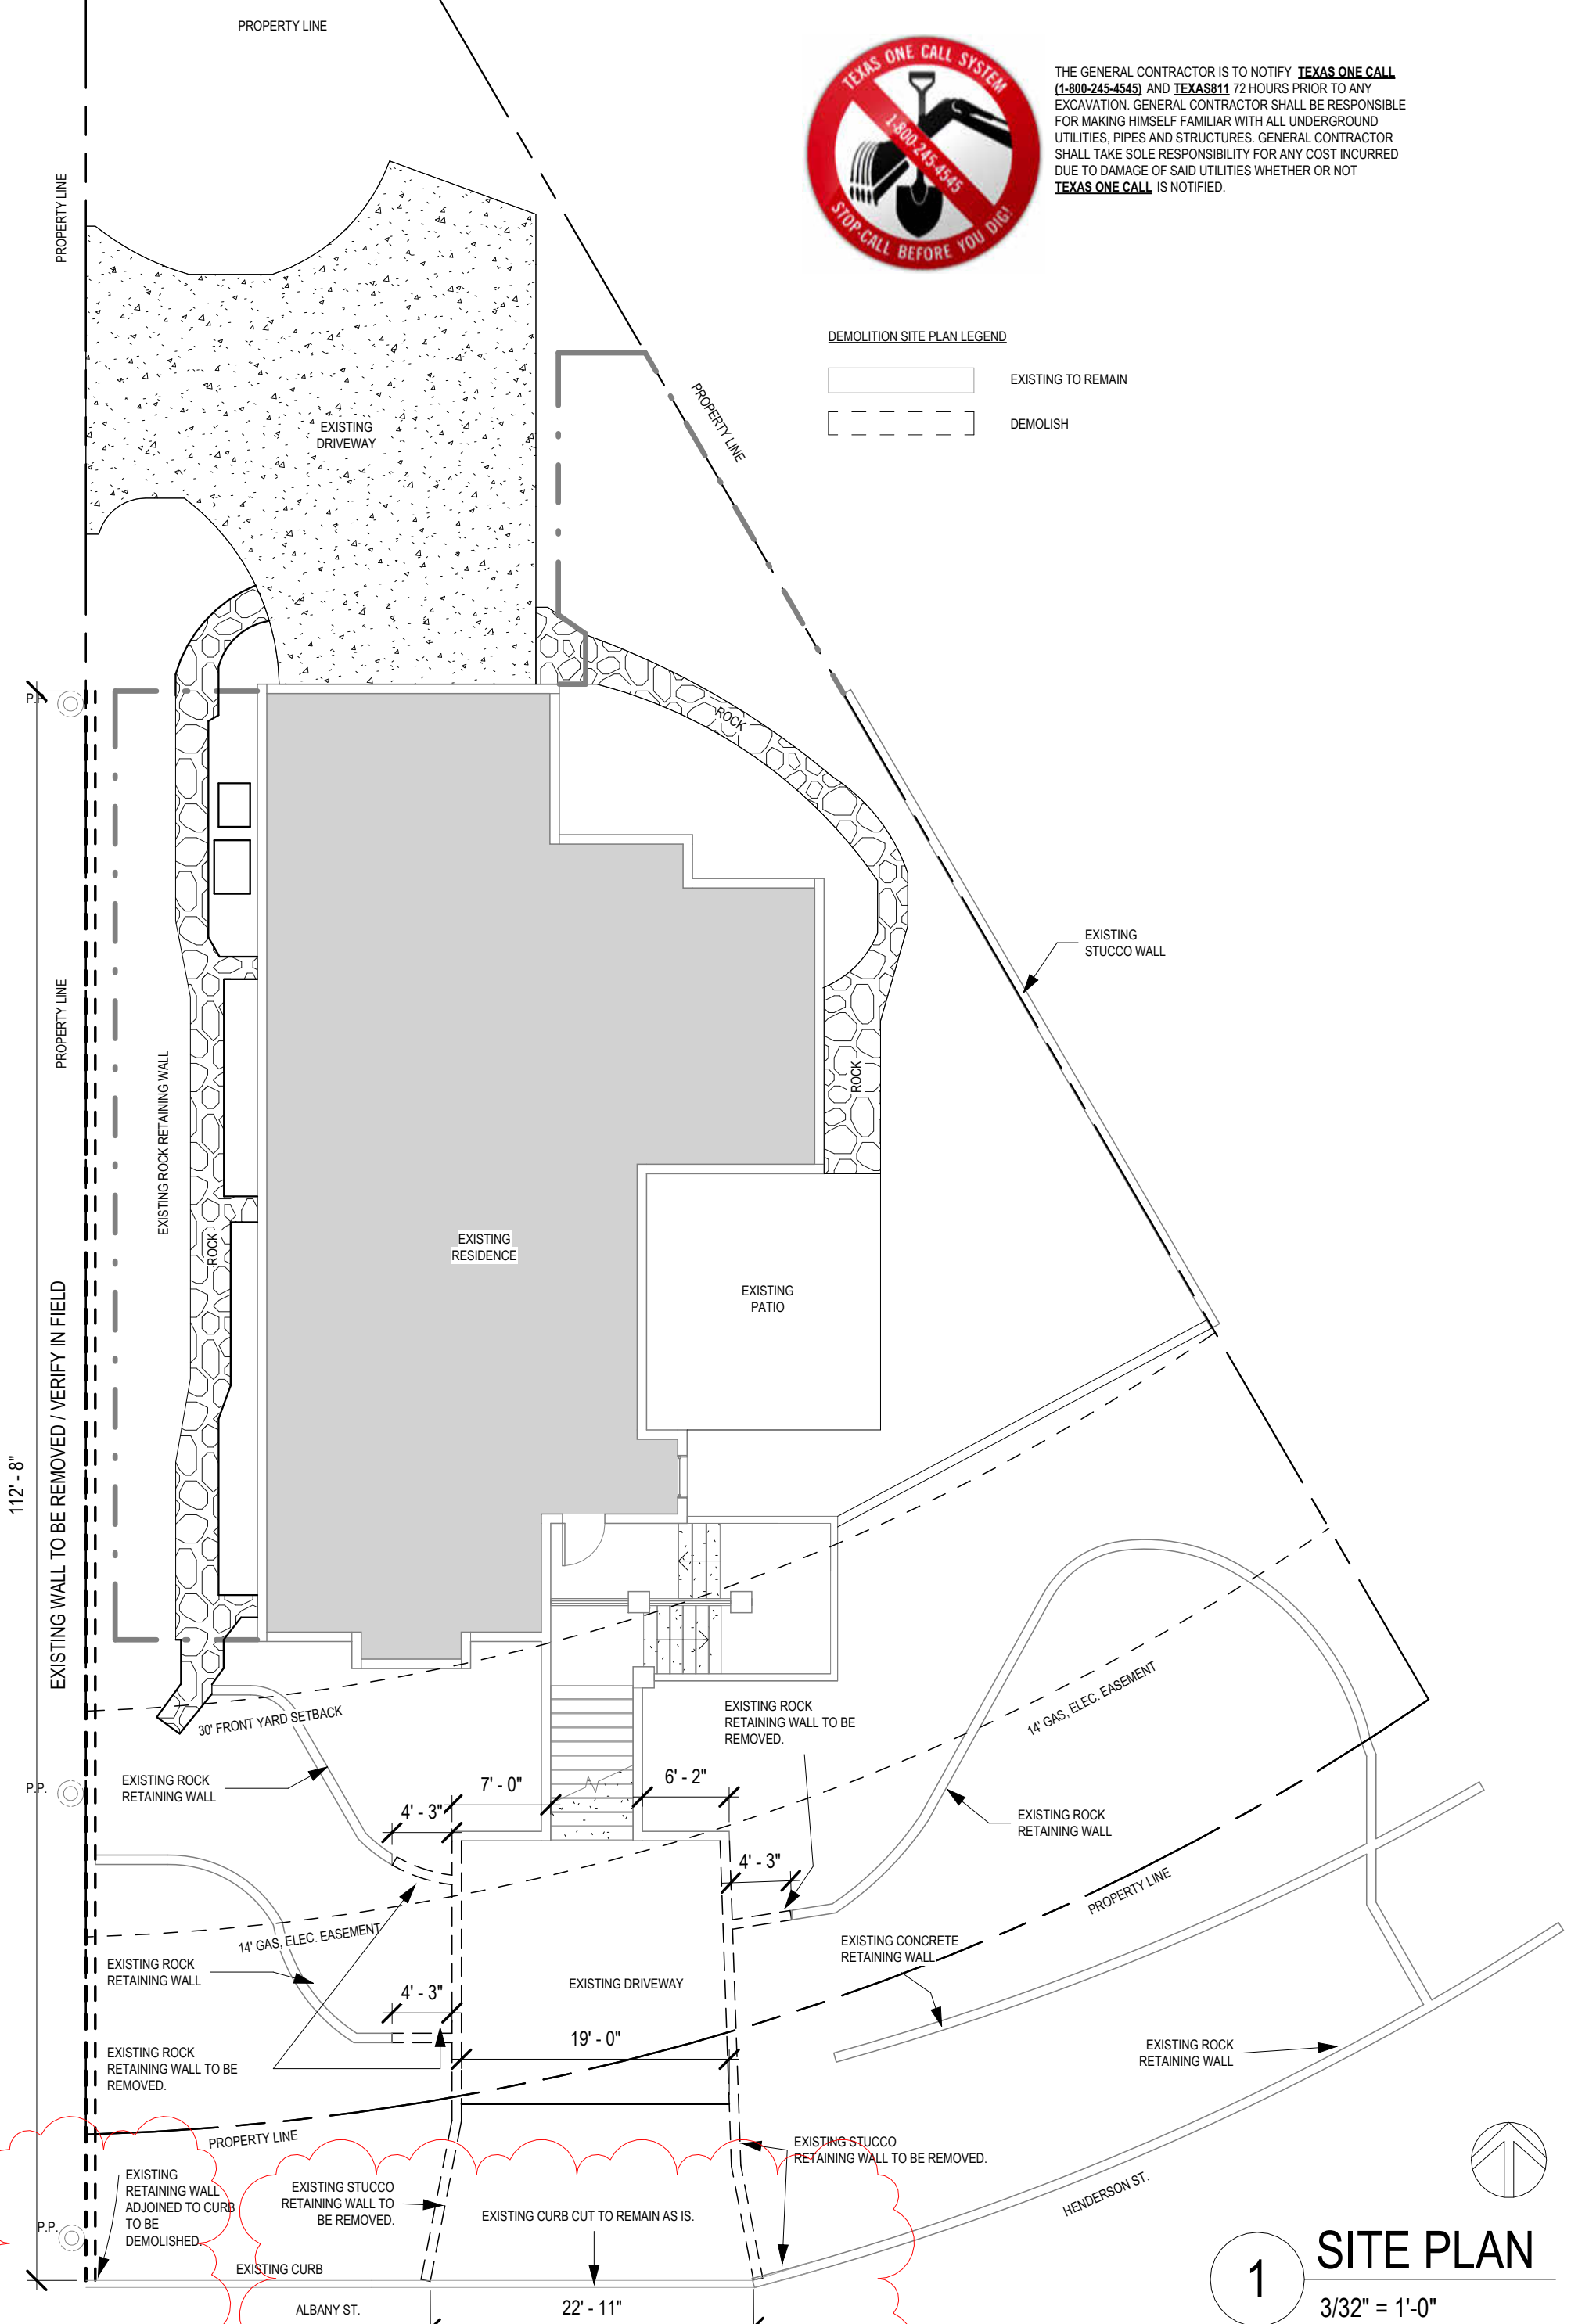 PROPERTY LINE
TEXAS ONE CALL SYSTEM
1-800-245-4545
STOP-CALL BEFORE YOU DIG!
THE GENERAL CONTRACTOR IS TO NOTIFY TEXAS ONE CALL
(1-800-245-4545) AND TEXAS811 72 HOURS PRIOR TO ANY
EXCAVATION. GENERAL CONTRACTOR SHALL BE RESPONSIBLE
FOR MAKING HIMSELF FAMILIAR WITH ALL UNDERGROUND
UTILITIES, PIPES AND STRUCTURES. GENERAL CONTRACTOR
SHALL TAKE SOLE RESPONSIBILITY FOR ANY COST INCURRED
DUE TO DAMAGE OF SAID UTILITIES WHETHER OR NOT
TEXAS ONE CALL IS NOTIFIED.
PROPERTY LINE
DEMOLITION SITE PLAN LEGEND
EXISTING TO REMAIN
DEMOLISH
PROPERTY LINE
EXISTING
DRIVEWAY
P.P.
ROCK
EXISTING
STUCCO WALL
PROPERTY LINE
EXISTING ROCK RETAINING WALL
ROCK
ROCK
EXISTING
RESIDENCE
EXISTING
PATIO
EXISTING WALL TO BE REMOVED / VERIFY IN FIELD
112' - 8"
30' FRONT YARD SETBACK
EXISTING ROCK
RETAINING WALL TO BE
REMOVED.
14' GAS, ELEC. EASEMENT
P.P.
EXISTING ROCK
RETAINING WALL
7' - 0"
6' - 2"
4' - 3"
4' - 3"
EXISTING ROCK
RETAINING WALL
PROPERTY LINE
14' GAS, ELEC. EASEMENT
EXISTING CONCRETE
RETAINING WALL
EXISTING ROCK
RETAINING WALL
EXISTING DRIVEWAY
4' - 3"
19' - 0"
EXISTING ROCK
RETAINING WALL TO BE
REMOVED.
EXISTING ROCK
RETAINING WALL
PROPERTY LINE
EXISTING STUCCO
RETAINING WALL TO BE REMOVED.
EXISTING
RETAINING WALL
ADJOINED TO CURB
TO BE
DEMOLISHED.
EXISTING STUCCO
RETAINING WALL TO
BE REMOVED.
EXISTING CURB CUT TO REMAIN AS IS.
HENDERSON ST.
P.P.
EXISTING CURB
ALBANY ST.
22' - 11"
1
SITE PLAN
3/32" = 1'-0"